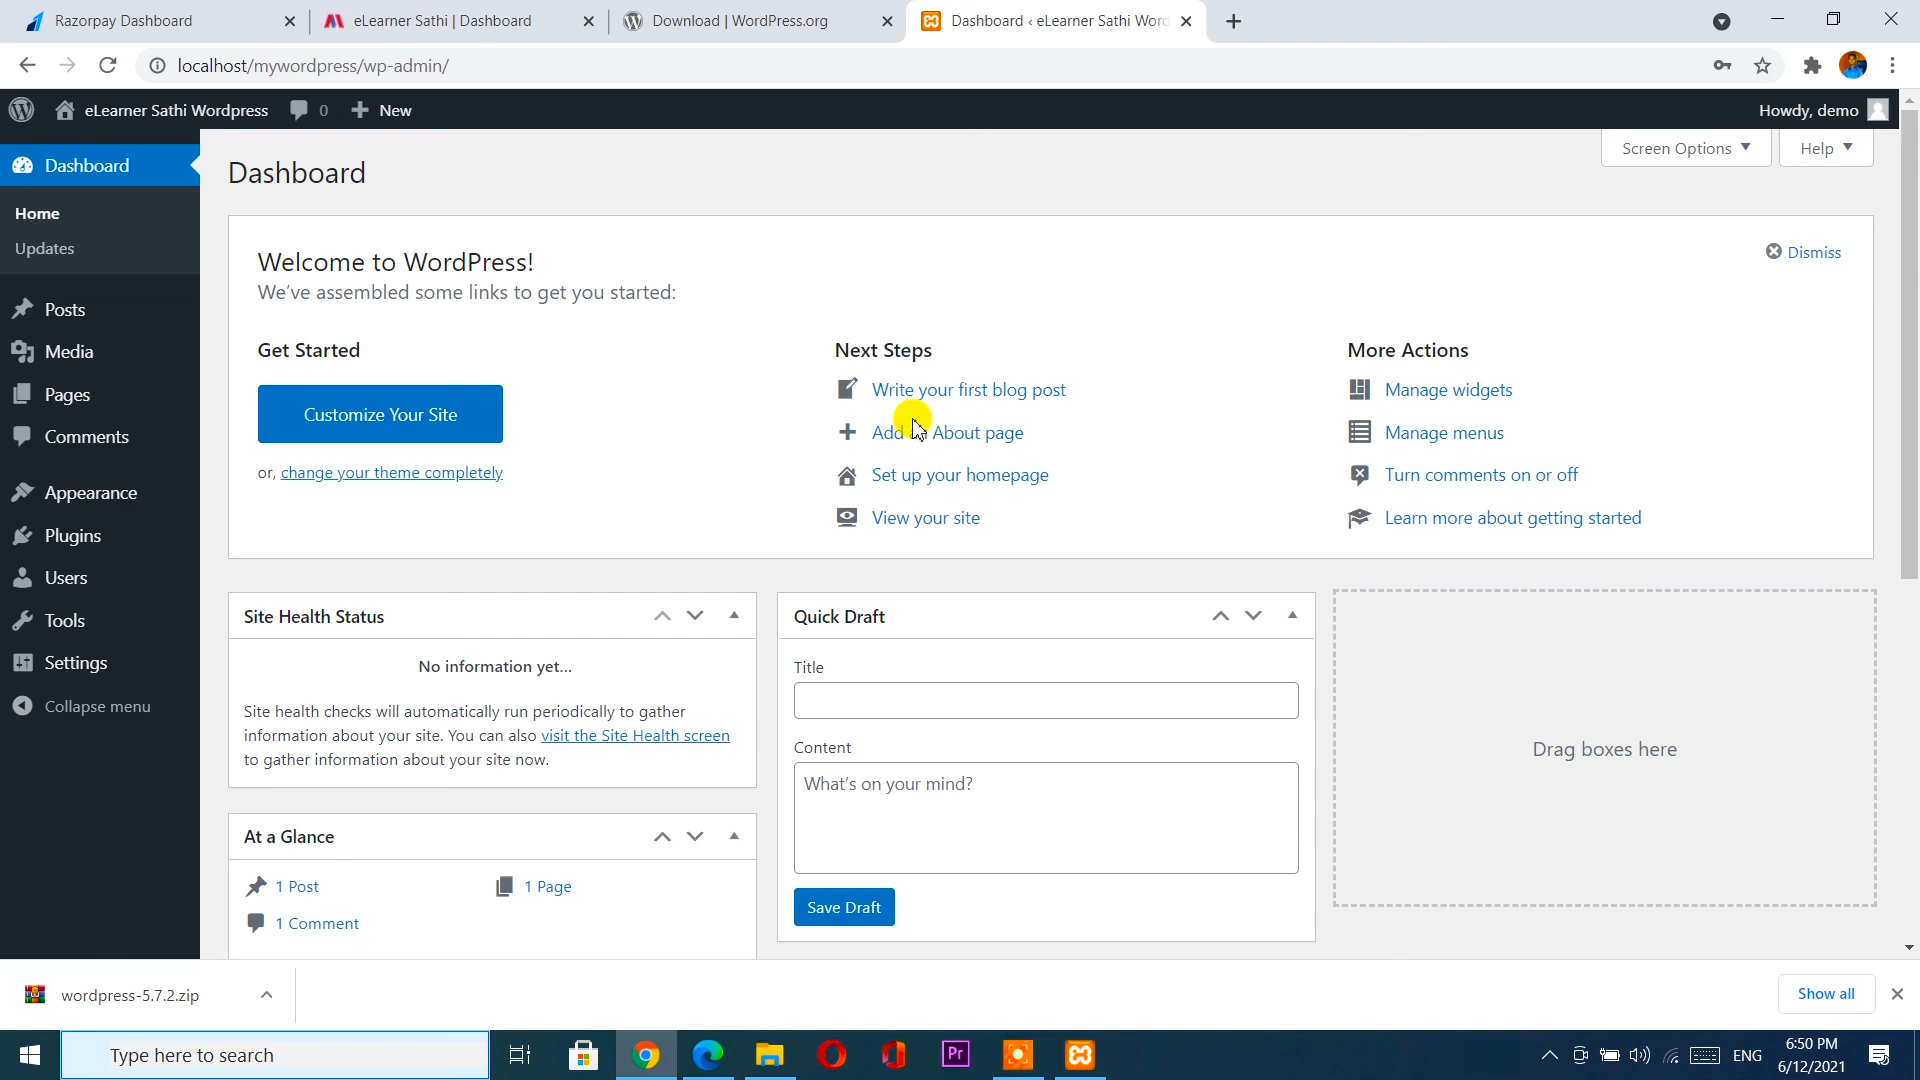 Razorpay Dashboard
eLearner Sathi | Dashboard
Download | WordPress.org
Dashboard ‹ eLearner Sathi Word
localhost/mywordpress/wp-admin/
eLearner Sathi Wordpress
0
New
Howdy, demo
Dashboard
Home
Updates
Posts
Media
Pages
Comments
Appearance
Plugins
Users
Tools
Settings
Collapse menu
Dashboard
Screen Options
Help
Welcome to WordPress!
We've assembled some links to get you started:
Dismiss
Get Started
Customize Your Site
or, change your theme completely
Next Steps
Write your first blog post
Add About page
Set up your homepage
View your site
More Actions
Manage widgets
Manage menus
Turn comments on or off
Learn more about getting started
Site Health Status
No information yet...
Site health checks will automatically run periodically to gather
information about your site. You can also visit the Site Health screen
to gather information about your site now.
At a Glance
1 Post
1 Page
1 Comment
Quick Draft
Title
Content
What's on your mind?
Save Draft
Drag boxes here
wordpress-5.7.2.zip
Show all
Type here to search
Pr
ENG
6:50 PM
6/12/2021